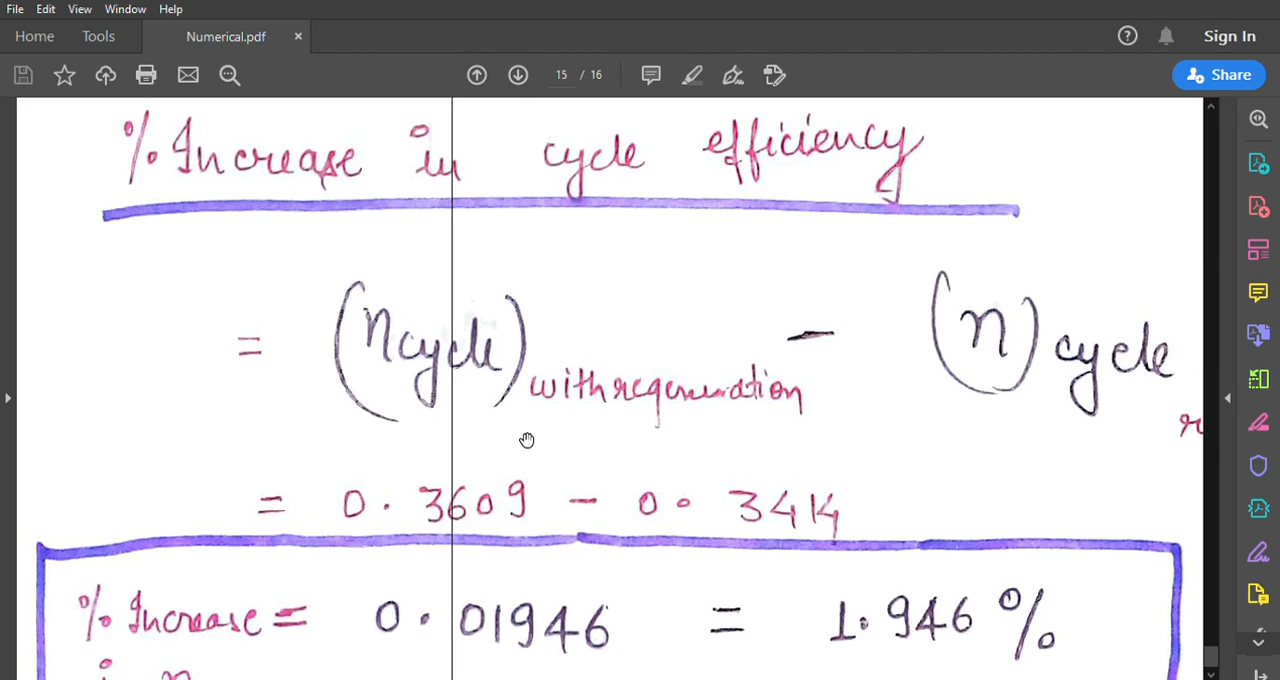 File Edit View Window Help
Home Tools Numerical.pdf ×
15 / 16
Sign In
Share
% Increase in cycle efficiency
= (ηcycle) with regeneration − (η) cycle
= 0.3609 − 0.3414
% Increase = 0.01946 = 1.946 %
in η